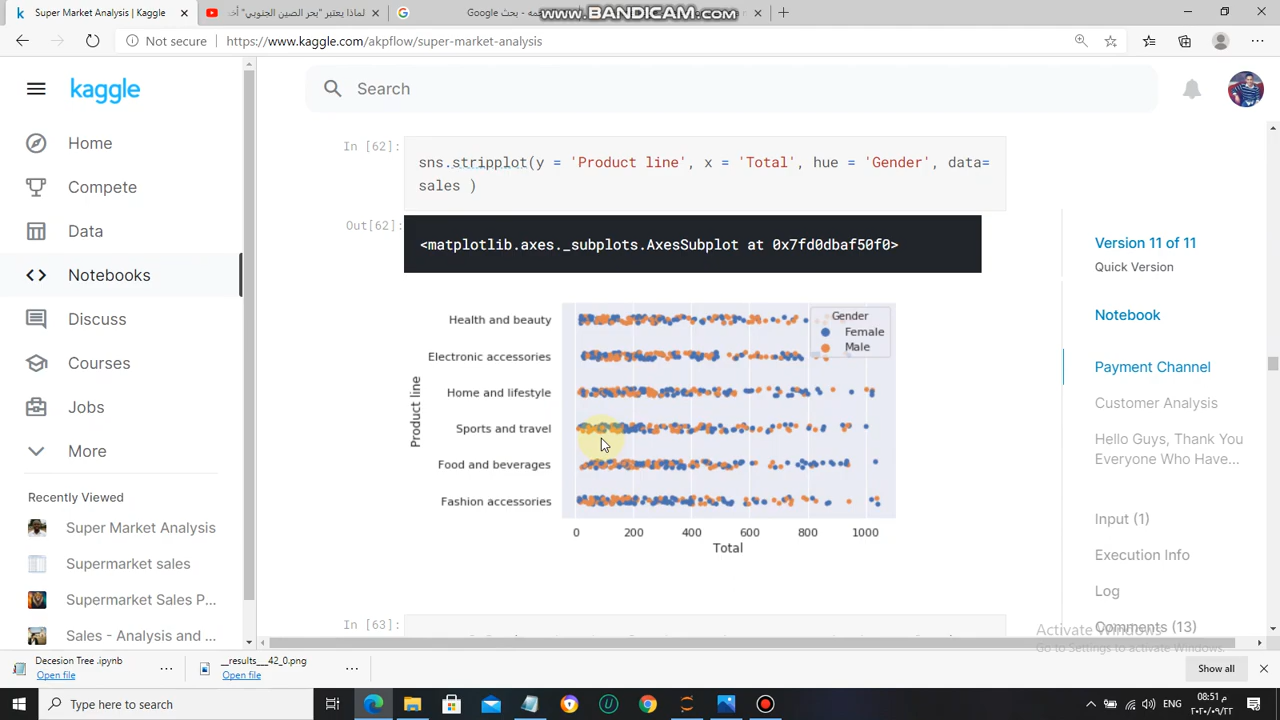 Super Market Analysis | Kaggle
لماذا يعتبر "بحر الصين الجنوبي" أخ
Google بحث - مه
www.BANDICAM.com
Not secure
https://www.kaggle.com/akpflow/super-market-analysis
kaggle
Search
Home
Compete
Data
Notebooks
Discuss
Courses
Jobs
More
Recently Viewed
Super Market Analysis
Supermarket sales
Supermarket Sales P...
Sales - Analysis and ...
In [62]:
sns.stripplot(y = 'Product line', x = 'Total', hue = 'Gender', data=
sales )
Out[62]:
<matplotlib.axes._subplots.AxesSubplot at 0x7fd0dbaf50f0>
Gender
Female
Male
Health and beauty
Electronic accessories
Home and lifestyle
Sports and travel
Food and beverages
Fashion accessories
Product line
0 200 400 600 800 1000
Total
In [63]:
Version 11 of 11
Quick Version
Notebook
Payment Channel
Customer Analysis
Hello Guys, Thank You
Everyone Who Have...
Input (1)
Execution Info
Log
Comments (13)
Activate Windows
Go to Settings to activate Windows.
Decesion Tree .ipynb
Open file
__results__42_0.png
Open file
Show all
Type here to search
ENG
08:51 م
٢٠٢٠/٠٩/٢٣